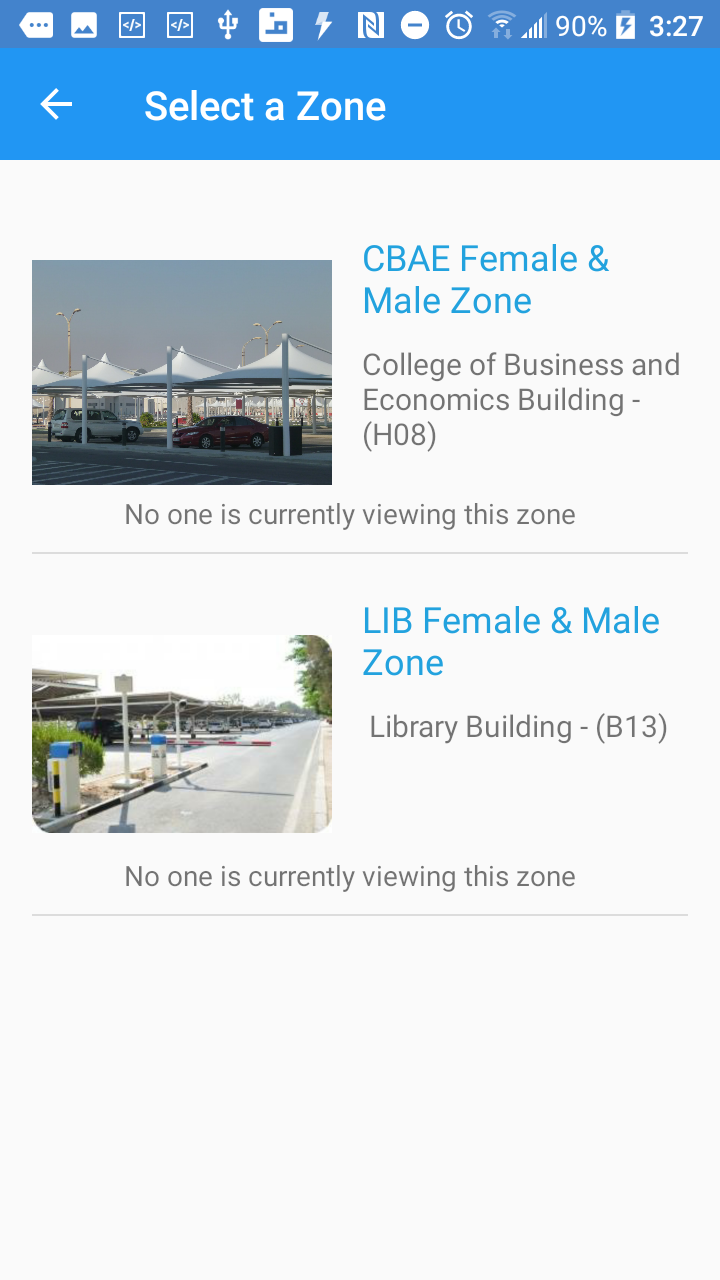 90% 3:27
Select a Zone
CBAE Female &
Male Zone
College of Business and
Economics Building -
(H08)
No one is currently viewing this zone
LIB Female & Male
Zone
Library Building - (B13)
No one is currently viewing this zone